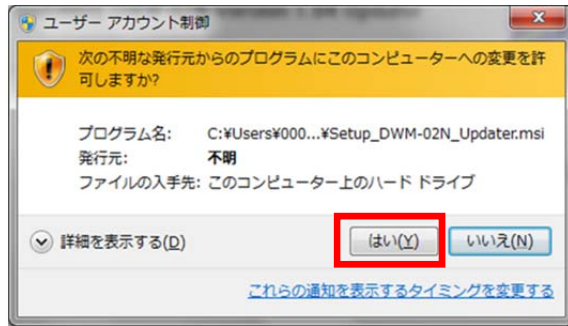 ユーザー アカウント制御
次の不明な発行元からのプログラムにこのコンピューターへの変更を許
可しますか?
プログラム名: C:¥Users¥000...¥Setup_DWM-02N_Updater.msi
発行元: 不明
ファイルの入手先: このコンピューター上のハード ドライブ
詳細を表示する(D) はい(Y) いいえ(N)
これらの通知を表示するタイミングを変更する